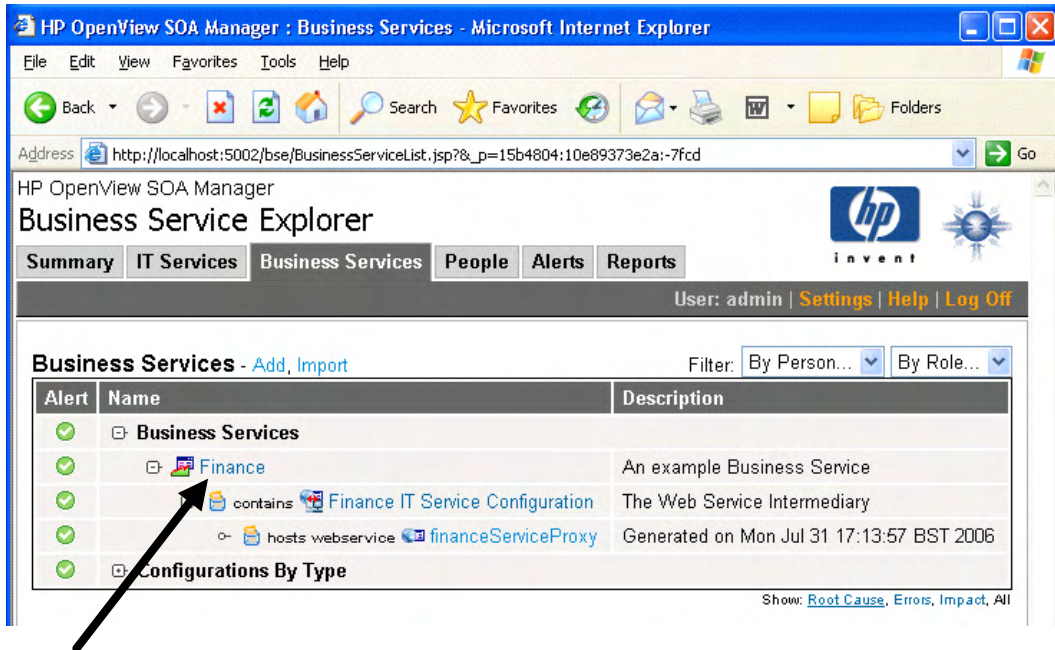 HP OpenView SOA Manager : Business Services - Microsoft Internet Explorer
File Edit View Favorites Tools Help
Back Search Favorites Folders
Address http://localhost:5002/bse/BusinessServiceList.jsp?&_p=15b4804:10e89373e2a:-7fcd Go
HP OpenView SOA Manager
Business Service Explorer
hp
invent
Summary IT Services Business Services People Alerts Reports
User: admin | Settings | Help | Log Off
Business Services - Add, Import Filter: By Person... By Role...
Alert Name Description
Business Services
Finance An example Business Service
contains Finance IT Service Configuration The Web Service Intermediary
hosts webservice financeServiceProxy Generated on Mon Jul 31 17:13:57 BST 2006
Configurations By Type
Show: Root Cause, Errors, Impact, All